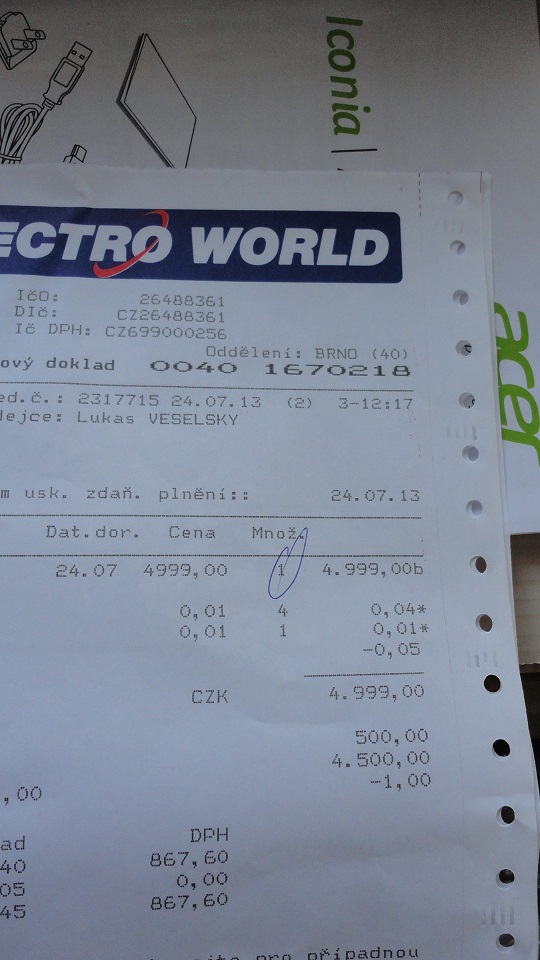 Iconia
acer
ECTRO WORLD
IčO: 26488361
DIč: CZ26488361
Ič DPH: CZ699000256
Oddělení: BRNO (40)
ový doklad 0040 1670218
ed.č.: 2317715 24.07.13 (2) 3-12:17
dejce: Lukas VESELSKY
m usk. zdaň. plnění:: 24.07.13
Dat.dor. Cena Množ.
24.07 4999,00 1 4.999,00b
0,01 4 0,04*
0,01 1 0,01*
-0,05
CZK 4.999,00
500,00
4.500,00
-1,00
,00
ad DPH
40 867,60
05 0,00
45 867,60
pro případnou